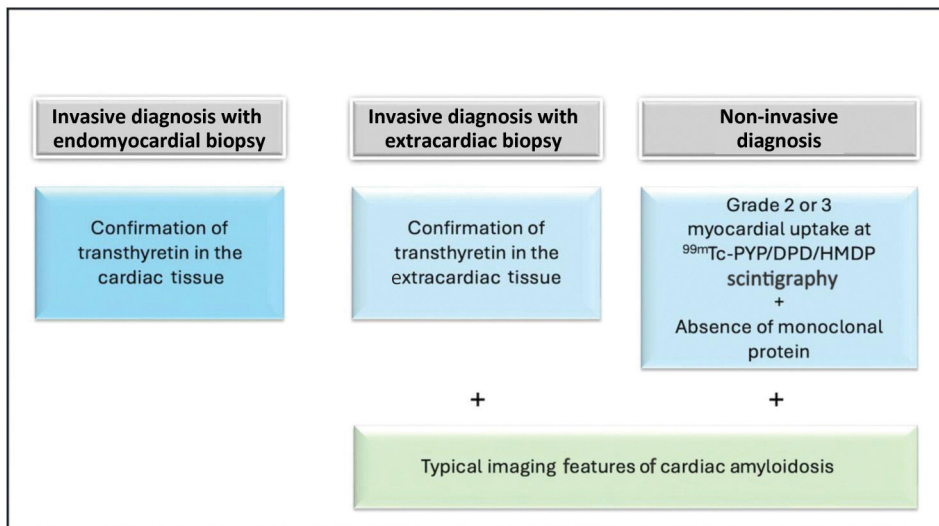 Invasive diagnosis with
endomyocardial biopsy
Confirmation of
transthyretin in the
cardiac tissue
Invasive diagnosis with
extracardiac biopsy
Confirmation of
transthyretin in the
extracardiac tissue
Non-invasive
diagnosis
Grade 2 or 3
myocardial uptake at
⁹⁹ᵐTc-PYP/DPD/HMDP
scintigraphy
+
Absence of monoclonal
protein
+ +
Typical imaging features of cardiac amyloidosis